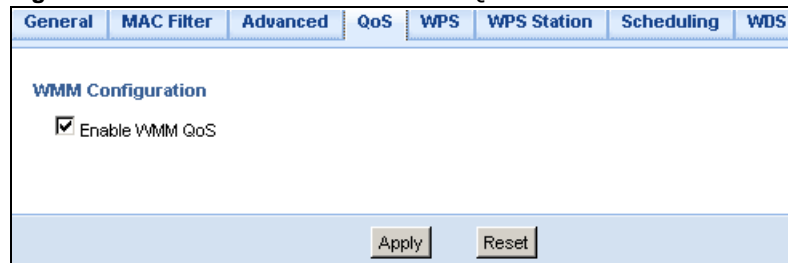 General MAC Filter Advanced QoS WPS WPS Station Scheduling WDS
WMM Configuration
Enable WMM QoS
Apply Reset